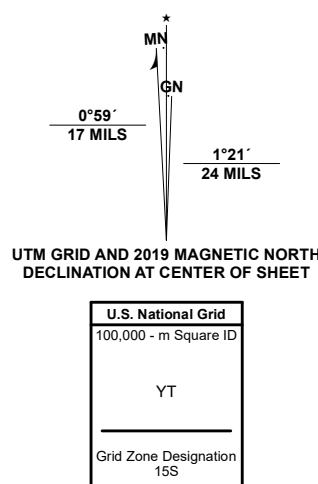 MN
GN
0°59´
17 MILS
1°21´
24 MILS
UTM GRID AND 2019 MAGNETIC NORTH
DECLINATION AT CENTER OF SHEET
U.S. National Grid
100,000 - m Square ID
YT
Grid Zone Designation
15S